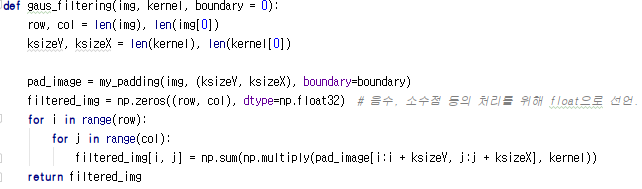 def gaus_filtering(img, kernel, boundary = 0):
    row, col = len(img), len(img[0])
    ksizeY, ksizeX = len(kernel), len(kernel[0])

    pad_image = my_padding(img, (ksizeY, ksizeX), boundary=boundary)
    filtered_img = np.zeros((row, col), dtype=np.float32)  # 음수, 소수점 등의 처리를 위해 float으로 선언.
    for i in range(row):
        for j in range(col):
            filtered_img[i, j] = np.sum(np.multiply(pad_image[i:i + ksizeY, j:j + ksizeX], kernel))
    return filtered_img